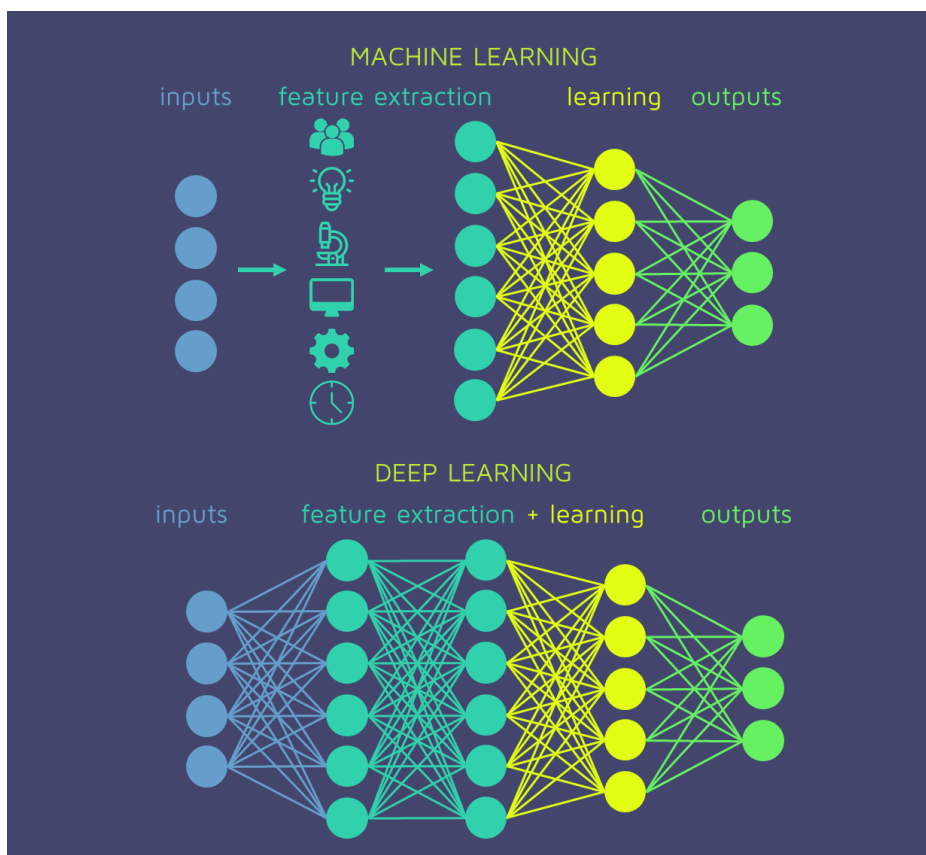 MACHINE LEARNING
inputs feature extraction learning outputs
DEEP LEARNING
inputs feature extraction + learning outputs